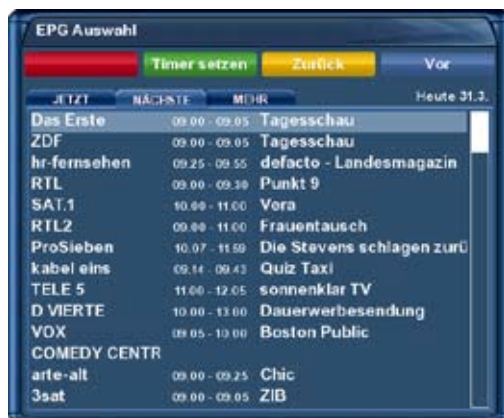 EPG Auswahl
Timer setzen Zurück Vor
JETZT NÄCHSTE MEHR Heute 31.3.
Das Erste 09.00 - 09.05 Tagesschau
ZDF 09.00 - 09.05 Tagesschau
hr-fernsehen 09.25 - 09.55 defacto - Landesmagazin
RTL 09.00 - 09.30 Punkt 9
SAT.1 10.00 - 11.00 Vera
RTL2 09.00 - 11.00 Frauentausch
ProSieben 10.07 - 11.59 Die Stevens schlagen zurü
kabel eins 09.14 - 09.43 Quiz Taxi
TELE 5 11.00 - 12.05 sonnenklar TV
D VIERTE 10.00 - 13.00 Dauerwerbesendung
VOX 09.05 - 10.00 Boston Public
COMEDY CENTR
arte-alt 09.00 - 09.25 Chic
3sat 09.00 - 09.05 ZIB